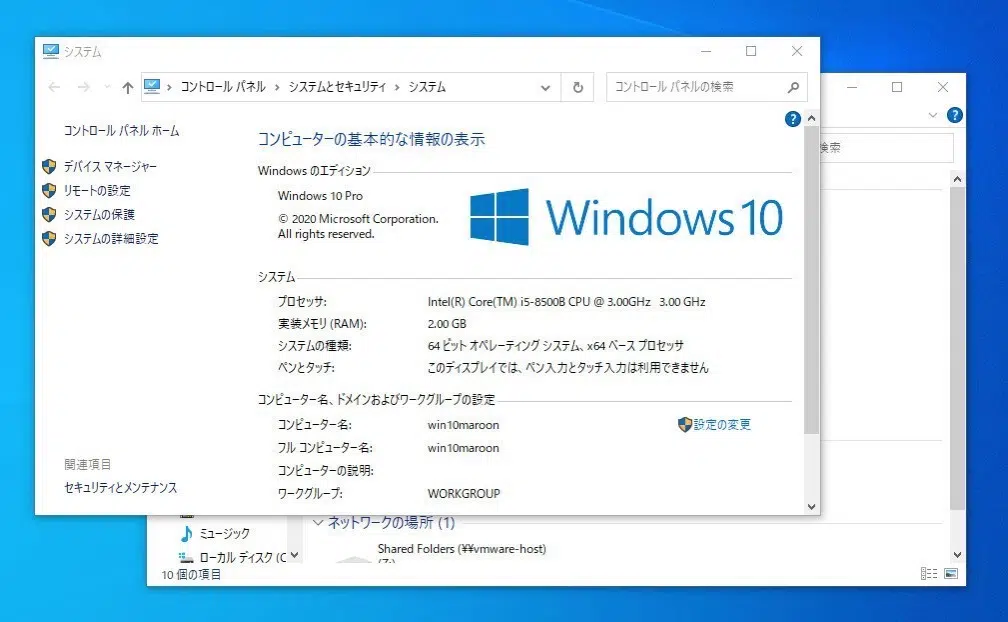 システム
コントロール パネル › システムとセキュリティ › システム
コントロール パネルの検索
コントロール パネル ホーム
デバイス マネージャー
リモートの設定
システムの保護
システムの詳細設定
コンピューターの基本的な情報の表示
Windows のエディション
Windows 10 Pro
© 2020 Microsoft Corporation.
All rights reserved.
Windows 10
システム
プロセッサ: Intel(R) Core(TM) i5-8500B CPU @ 3.00GHz 3.00 GHz
実装メモリ (RAM): 2.00 GB
システムの種類: 64 ビット オペレーティング システム、x64 ベース プロセッサ
ペンとタッチ: このディスプレイでは、ペン入力とタッチ入力は利用できません
コンピューター名、ドメインおよびワークグループの設定
コンピューター名: win10maroon
設定の変更
フル コンピューター名: win10maroon
コンピューターの説明:
ワークグループ: WORKGROUP
関連項目
セキュリティとメンテナンス
検索
ミュージック
ローカル ディスク (C
ネットワークの場所 (1)
Shared Folders (¥¥vmware-host)
10 個の項目